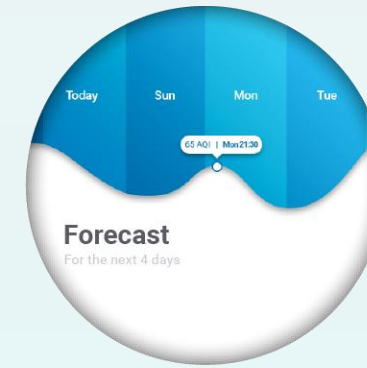 Today Sun Mon Tue
65 AQI | Mon 21:30
Forecast
For the next 4 days